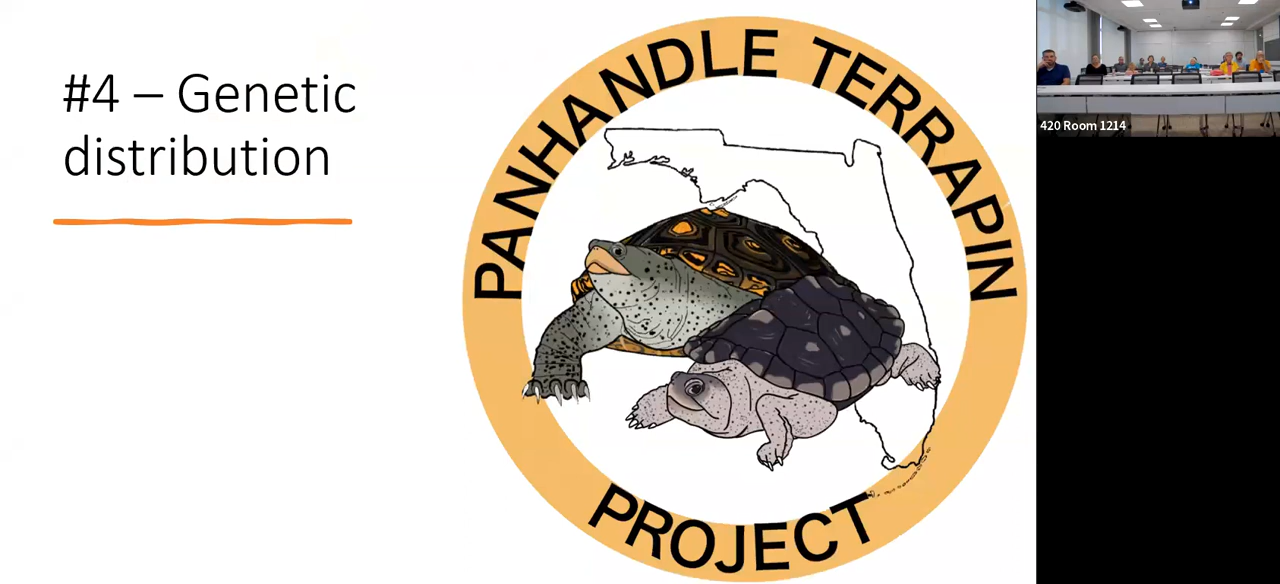 #4 – Genetic
distribution
PANHANDLE TERRAPIN
PROJECT
420 Room 1214